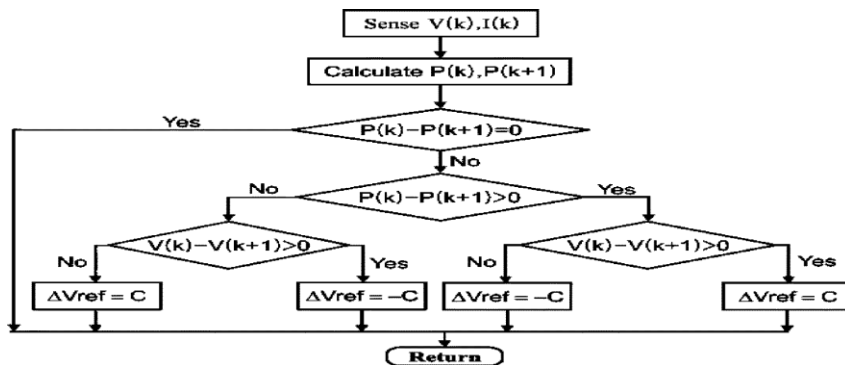 Sense V(k),I(k)
Calculate P(k),P(k+1)
Yes
P(k)−P(k+1)=0
No
No
P(k)−P(k+1)>0
Yes
V(k)−V(k+1)>0
V(k)−V(k+1)>0
No
Yes
No
Yes
ΔVref = C
ΔVref = −C
ΔVref = −C
ΔVref = C
Return